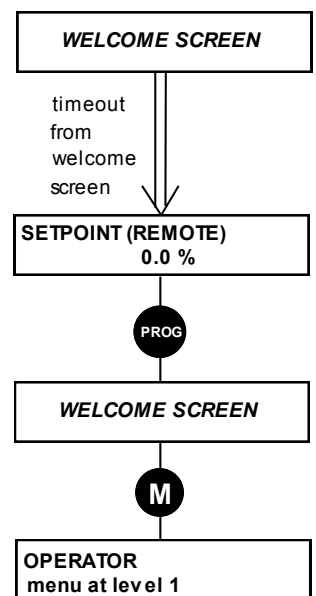 WELCOME SCREEN
timeout
from
welcome
screen
SETPOINT (REMOTE)
0.0 %
PROG
WELCOME SCREEN
M
OPERATOR
menu at level 1